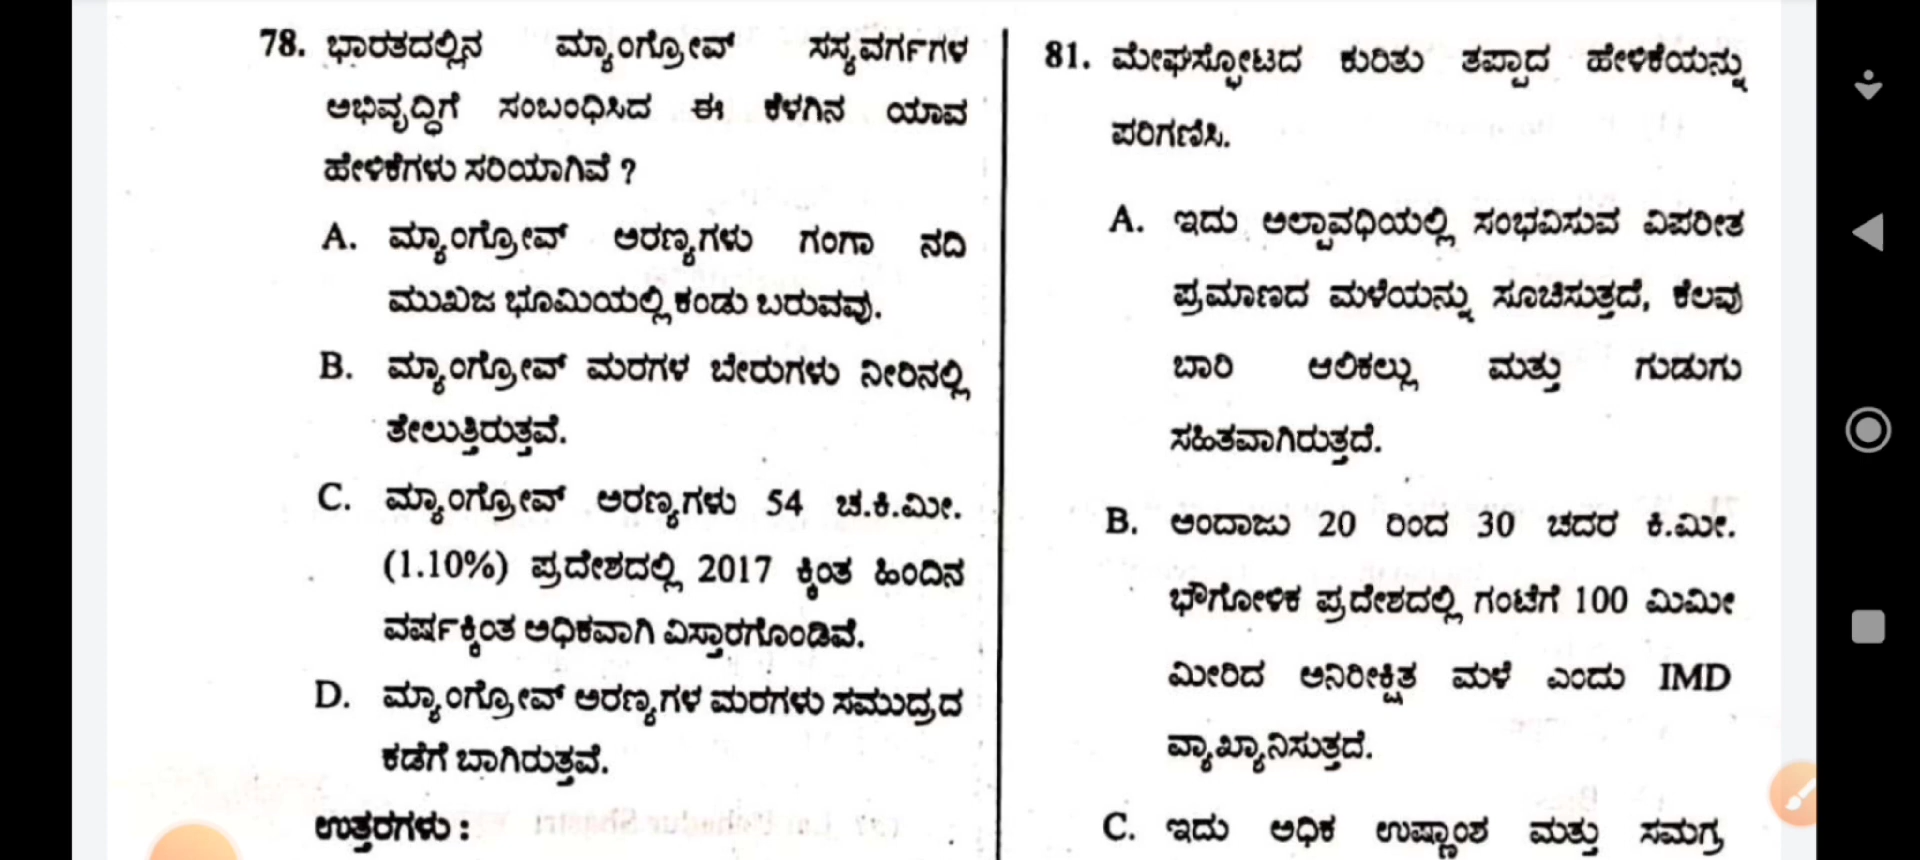 78. ಭಾರತದಲ್ಲಿನ ಮ್ಯಾಂಗ್ರೋವ್ ಸಸ್ಯವರ್ಗಗಳ
ಅಭಿವೃದ್ಧಿಗೆ ಸಂಬಂಧಿಸಿದ ಈ ಕೆಳಗಿನ ಯಾವ
ಹೇಳಿಕೆಗಳು ಸರಿಯಾಗಿವೆ ?
A. ಮ್ಯಾಂಗ್ರೋವ್ ಅರಣ್ಯಗಳು ಗಂಗಾ ನದಿ
ಮುಖಜ ಭೂಮಿಯಲ್ಲಿ ಕಂಡು ಬರುವವು.
B. ಮ್ಯಾಂಗ್ರೋವ್ ಮರಗಳ ಬೇರುಗಳು ನೀರಿನಲ್ಲಿ
ತೇಲುತ್ತಿರುತ್ತವೆ.
C. ಮ್ಯಾಂಗ್ರೋವ್ ಅರಣ್ಯಗಳು 54 ಚ.ಕಿ.ಮೀ.
(1.10%) ಪ್ರದೇಶದಲ್ಲಿ 2017 ಕ್ಕಿಂತ ಹಿಂದಿನ
ವರ್ಷಕ್ಕಿಂತ ಅಧಿಕವಾಗಿ ವಿಸ್ತಾರಗೊಂಡಿವೆ.
D. ಮ್ಯಾಂಗ್ರೋವ್ ಅರಣ್ಯಗಳ ಮರಗಳು ಸಮುದ್ರದ
ಕಡೆಗೆ ಬಾಗಿರುತ್ತವೆ.
ಉತ್ತರಗಳು :
81. ಮೇಘಸ್ಫೋಟದ ಕುರಿತು ತಪ್ಪಾದ ಹೇಳಿಕೆಯನ್ನು
ಪರಿಗಣಿಸಿ.
A. ಇದು ಅಲ್ಪಾವಧಿಯಲ್ಲಿ ಸಂಭವಿಸುವ ವಿಪರೀತ
ಪ್ರಮಾಣದ ಮಳೆಯನ್ನು ಸೂಚಿಸುತ್ತದೆ, ಕೆಲವು
ಬಾರಿ ಆಲಿಕಲ್ಲು ಮತ್ತು ಗುಡುಗು
ಸಹಿತವಾಗಿರುತ್ತದೆ.
B. ಅಂದಾಜು 20 ರಿಂದ 30 ಚದರ ಕಿ.ಮೀ.
ಭೌಗೋಳಿಕ ಪ್ರದೇಶದಲ್ಲಿ ಗಂಟೆಗೆ 100 ಮಿಮೀ
ಮೀರಿದ ಅನಿರೀಕ್ಷಿತ ಮಳೆ ಎಂದು IMD
ವ್ಯಾಖ್ಯಾನಿಸುತ್ತದೆ.
C. ಇದು ಅಧಿಕ ಉಷ್ಣಾಂಶ ಮತ್ತು ಸಮಗ್ರ